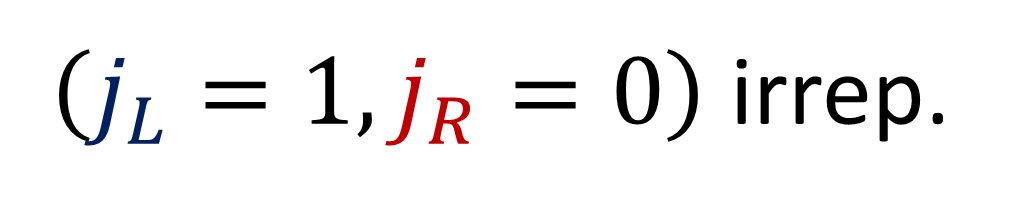 (j_L = 1, j_R = 0) irrep.